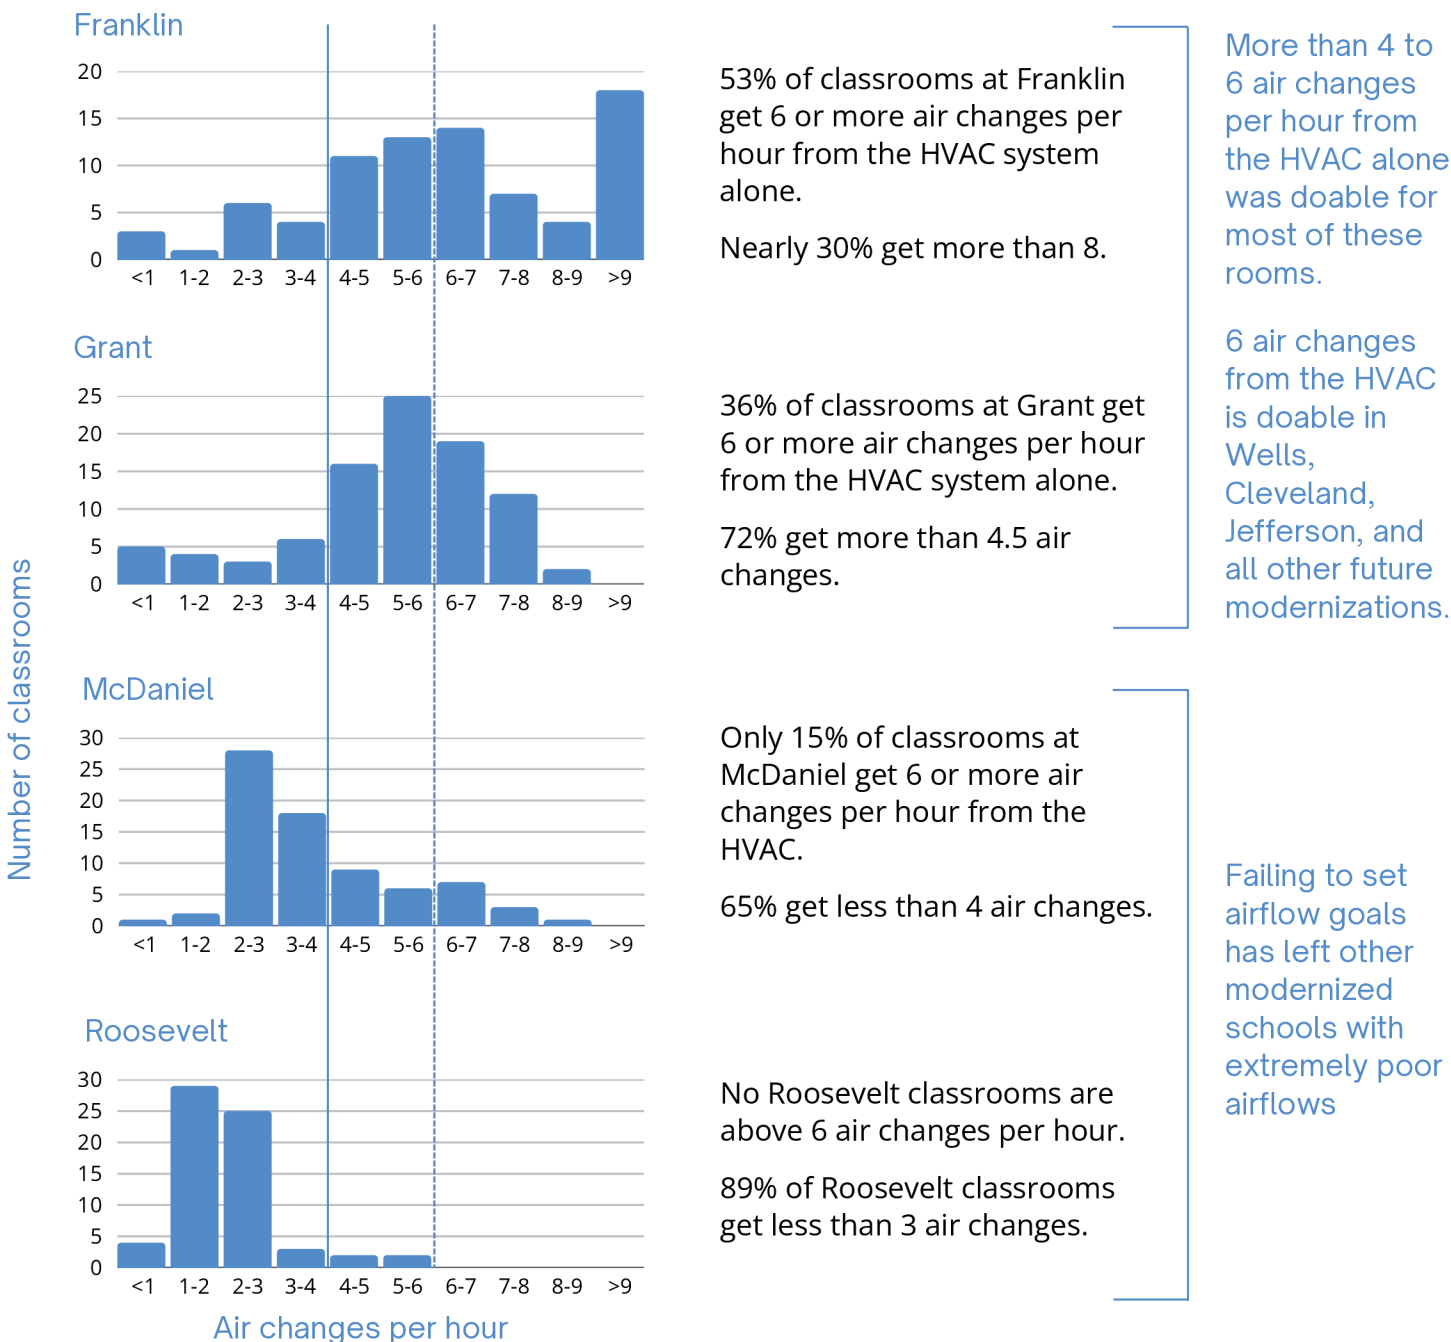 Franklin
20
15
10
5
0
<1 1-2 2-3 3-4 4-5 5-6 6-7 7-8 8-9 >9
53% of classrooms at Franklin
get 6 or more air changes per
hour from the HVAC system
alone.
Nearly 30% get more than 8.
Grant
25
20
15
10
5
0
<1 1-2 2-3 3-4 4-5 5-6 6-7 7-8 8-9 >9
36% of classrooms at Grant get
6 or more air changes per hour
from the HVAC system alone.
72% get more than 4.5 air
changes.
More than 4 to
6 air changes
per hour from
the HVAC alone
was doable for
most of these
rooms.
6 air changes
from the HVAC
is doable in
Wells,
Cleveland,
Jefferson, and
all other future
modernizations.
Number of classrooms
McDaniel
30
25
20
15
10
5
0
<1 1-2 2-3 3-4 4-5 5-6 6-7 7-8 8-9 >9
Only 15% of classrooms at
McDaniel get 6 or more air
changes per hour from the
HVAC.
65% get less than 4 air changes.
Roosevelt
30
25
20
15
10
5
0
<1 1-2 2-3 3-4 4-5 5-6 6-7 7-8 8-9 >9
No Roosevelt classrooms are
above 6 air changes per hour.
89% of Roosevelt classrooms
get less than 3 air changes.
Failing to set
airflow goals
has left other
modernized
schools with
extremely poor
airflows
Air changes per hour